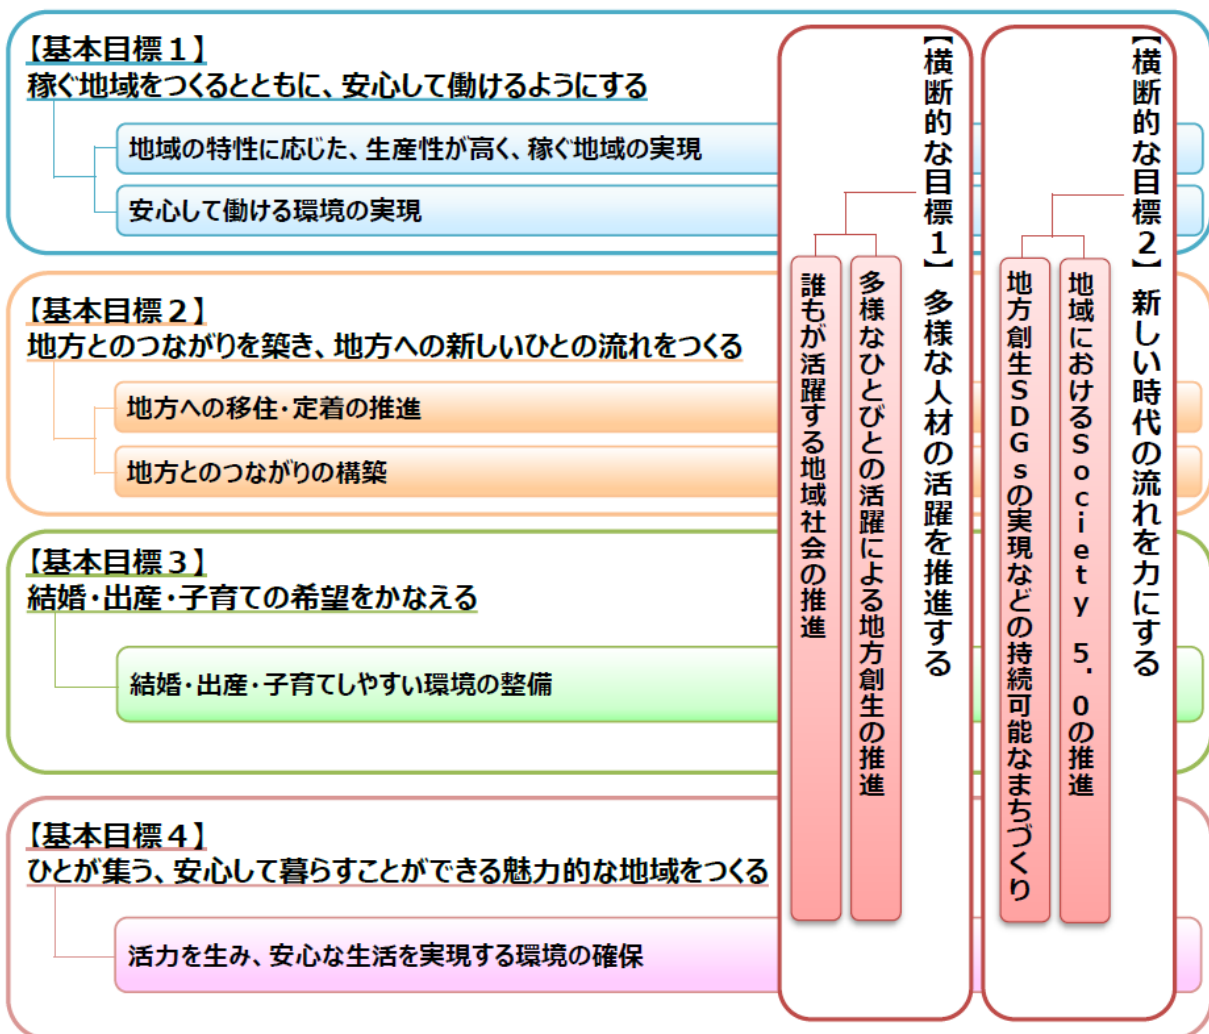 【基本目標１】
稼ぐ地域をつくるとともに、安心して働けるようにする
地域の特性に応じた、生産性が高く、稼ぐ地域の実現
安心して働ける環境の実現
【基本目標２】
地方とのつながりを築き、地方への新しいひとの流れをつくる
地方への移住・定着の推進
地方とのつながりの構築
【基本目標３】
結婚・出産・子育ての希望をかなえる
結婚・出産・子育てしやすい環境の整備
【基本目標４】
ひとが集う、安心して暮らすことができる魅力的な地域をつくる
活力を生み、安心な生活を実現する環境の確保
【横断的な目標１】多様な人材の活躍を推進する
多様なひとびとの活躍による地方創生の推進
誰もが活躍する地域社会の推進
【横断的な目標２】新しい時代の流れを力にする
地域におけるＳｏｃｉｅｔｙ　５．０の推進
地方創生ＳＤＧｓの実現などの持続可能なまちづくり